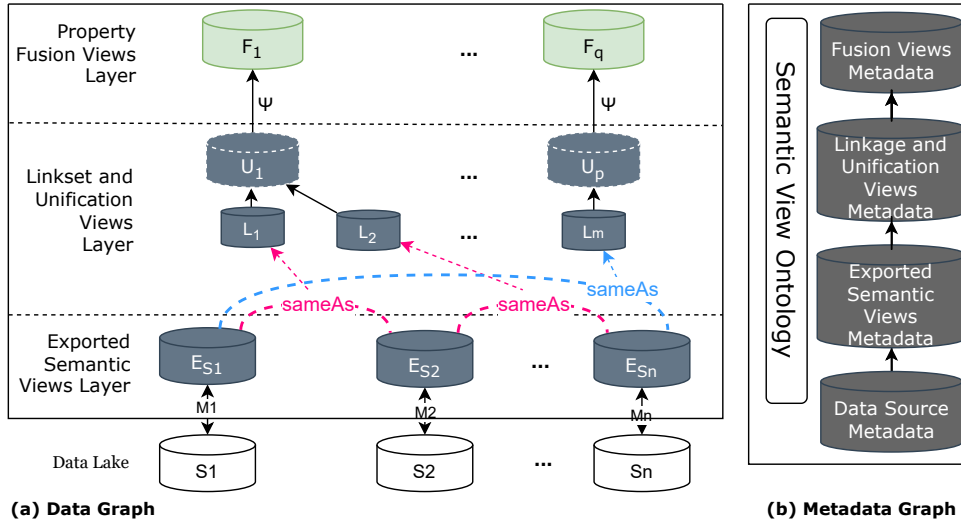 Property
Fusion Views
Layer
F1
...
Fq
Ψ
Ψ
Linkset and
Unification
Views
Layer
U1
...
Up
L1
L2
...
Lm
sameAs
sameAs
sameAs
Exported
Semantic
Views Layer
ES1
ES2
...
ESn
M1
M2
Mn
Data Lake
S1
S2
...
Sn
(a) Data Graph
Semantic View Ontology
Fusion Views
Metadata
Linkage and
Unification
Views
Metadata
Exported
Semantic
Views
Metadata
Data Source
Metadata
(b) Metadata Graph